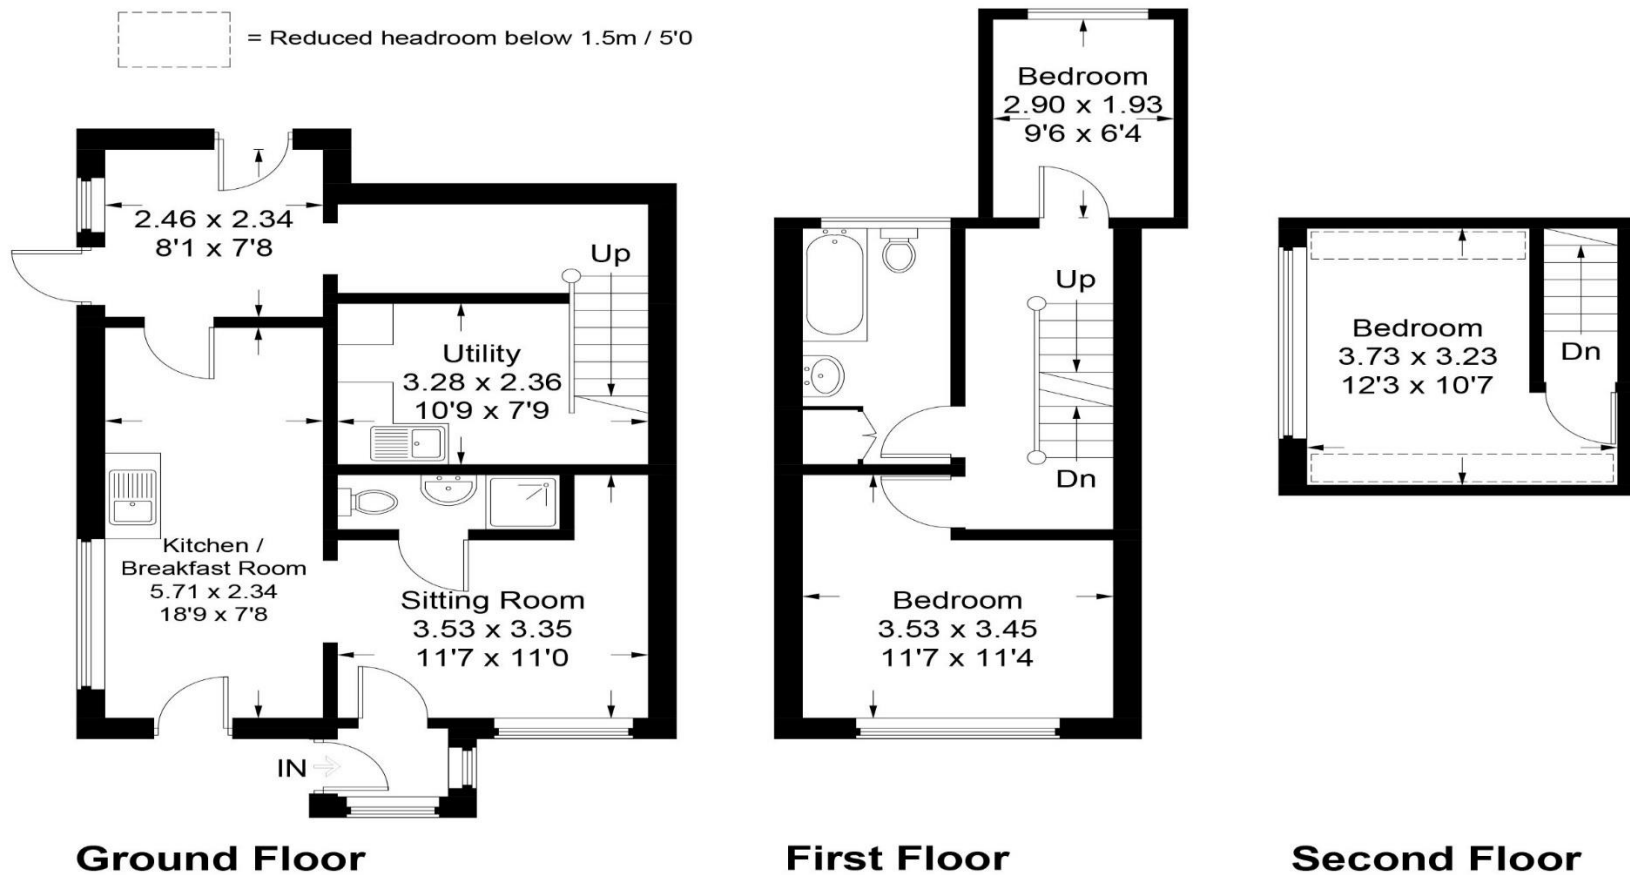 = Reduced headroom below 1.5m / 5'0
2.46 x 2.34
8'1 x 7'8
Up
Utility
3.28 x 2.36
10'9 x 7'9
Kitchen /
Breakfast Room
5.71 x 2.34
18'9 x 7'8
Sitting Room
3.53 x 3.35
11'7 x 11'0
IN
Ground Floor
Bedroom
2.90 x 1.93
9'6 x 6'4
Up
Dn
Bedroom
3.53 x 3.45
11'7 x 11'4
First Floor
Bedroom
3.73 x 3.23
12'3 x 10'7
Dn
Second Floor